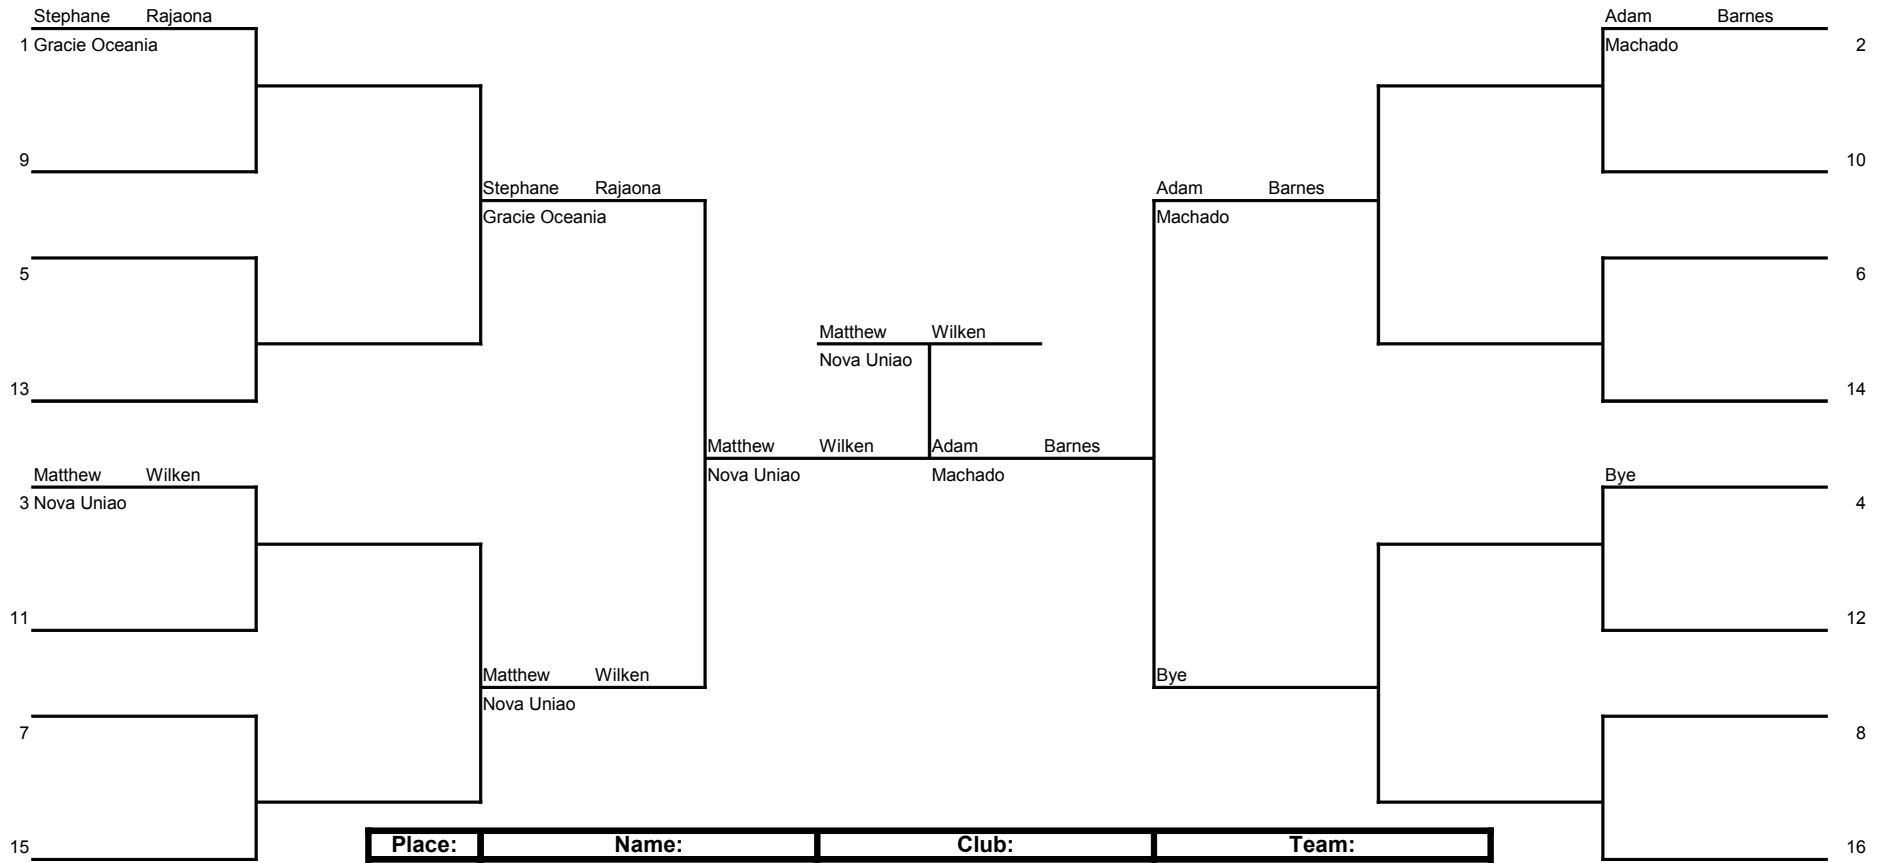 Stephane Rajaona Adam Barnes
1 Gracie Oceania Machado 2
9 10
Stephane Rajaona Adam Barnes
Gracie Oceania Machado
5 6
Matthew Wilken
Nova Uniao
13 14
Matthew Wilken Adam Barnes
Nova Uniao Machado
Matthew Wilken Bye
3 Nova Uniao 4
11 12
Matthew Wilken Bye
Nova Uniao
7 8
Place: Name: Club: Team:
15 16